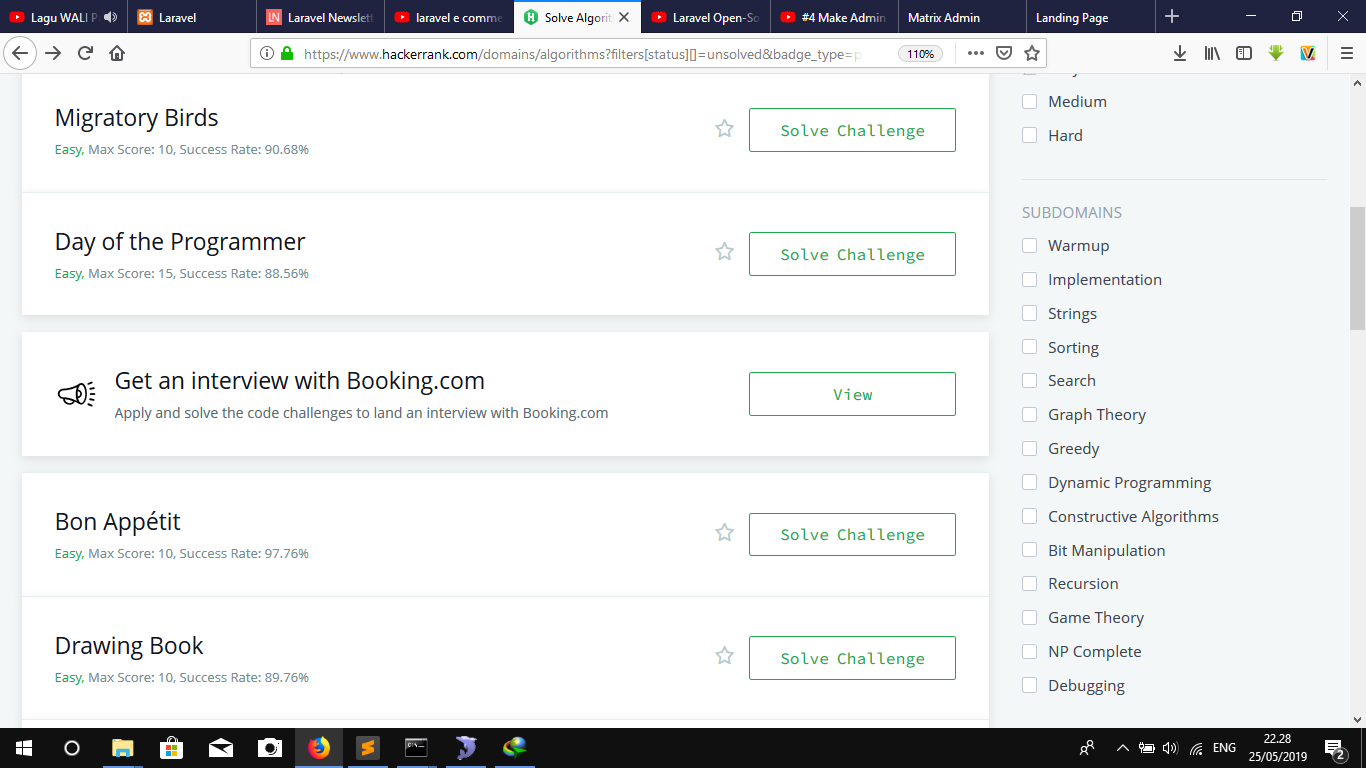 Lagu WALI P
Laravel
Laravel Newslett
laravel e comme
Solve Algorit
Laravel Open-So
#4 Make Admin
Matrix Admin
Landing Page
https://www.hackerrank.com/domains/algorithms?filters[status][]=unsolved&badge_type=p
110%
Migratory Birds
Easy, Max Score: 10, Success Rate: 90.68%
Solve Challenge
Day of the Programmer
Easy, Max Score: 15, Success Rate: 88.56%
Solve Challenge
Get an interview with Booking.com
Apply and solve the code challenges to land an interview with Booking.com
View
Bon Appétit
Easy, Max Score: 10, Success Rate: 97.76%
Solve Challenge
Drawing Book
Easy, Max Score: 10, Success Rate: 89.76%
Solve Challenge
Medium
Hard
SUBDOMAINS
Warmup
Implementation
Strings
Sorting
Search
Graph Theory
Greedy
Dynamic Programming
Constructive Algorithms
Bit Manipulation
Recursion
Game Theory
NP Complete
Debugging
ENG
22.28
25/05/2019
2